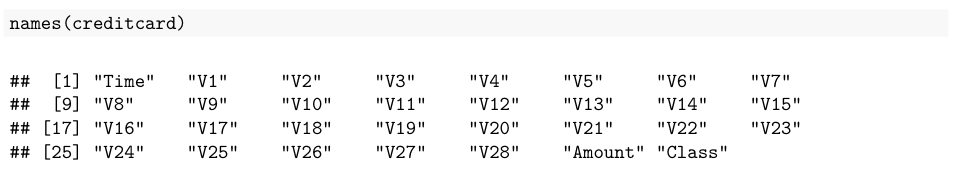 names(creditcard)
##  [1] "Time"   "V1"     "V2"     "V3"     "V4"     "V5"     "V6"     "V7"
##  [9] "V8"     "V9"     "V10"    "V11"    "V12"    "V13"    "V14"    "V15"
## [17] "V16"    "V17"    "V18"    "V19"    "V20"    "V21"    "V22"    "V23"
## [25] "V24"    "V25"    "V26"    "V27"    "V28"    "Amount" "Class"